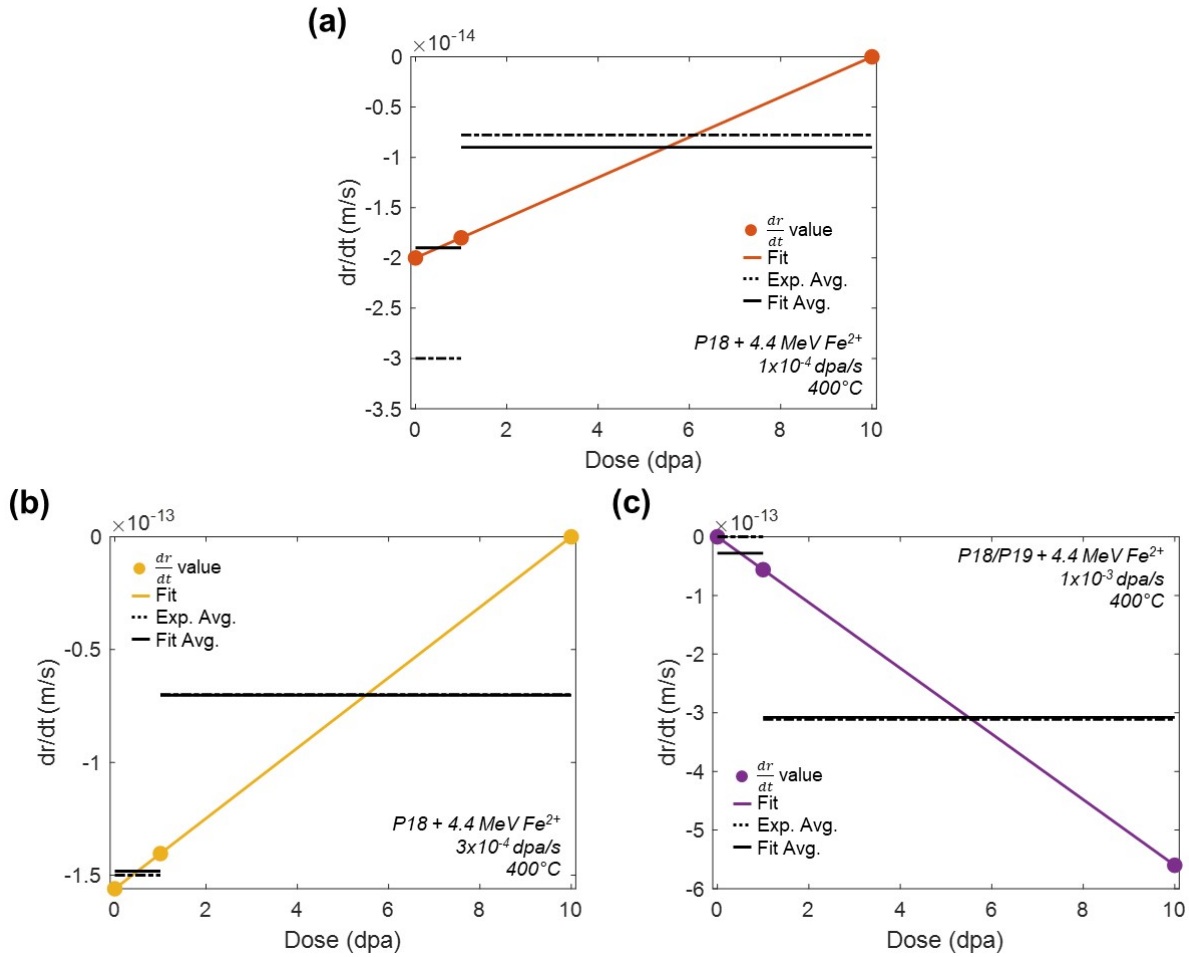 (a)
×10⁻¹⁴
0
-0.5
-1
-1.5
-2
-2.5
-3
-3.5
dr/dt (m/s)
dr/dt value
Fit
Exp. Avg.
Fit Avg.
P18 + 4.4 MeV Fe²⁺
1x10⁻⁴ dpa/s
400°C
0 2 4 6 8 10
Dose (dpa)
(b)
×10⁻¹³
0
-0.5
-1
-1.5
dr/dt (m/s)
dr/dt value
Fit
Exp. Avg.
Fit Avg.
P18 + 4.4 MeV Fe²⁺
3x10⁻⁴ dpa/s
400°C
0 2 4 6 8 10
Dose (dpa)
(c)
×10⁻¹³
0
-1
-2
-3
-4
-5
-6
dr/dt (m/s)
P18/P19 + 4.4 MeV Fe²⁺
1x10⁻³ dpa/s
400°C
dr/dt value
Fit
Exp. Avg.
Fit Avg.
0 2 4 6 8 10
Dose (dpa)